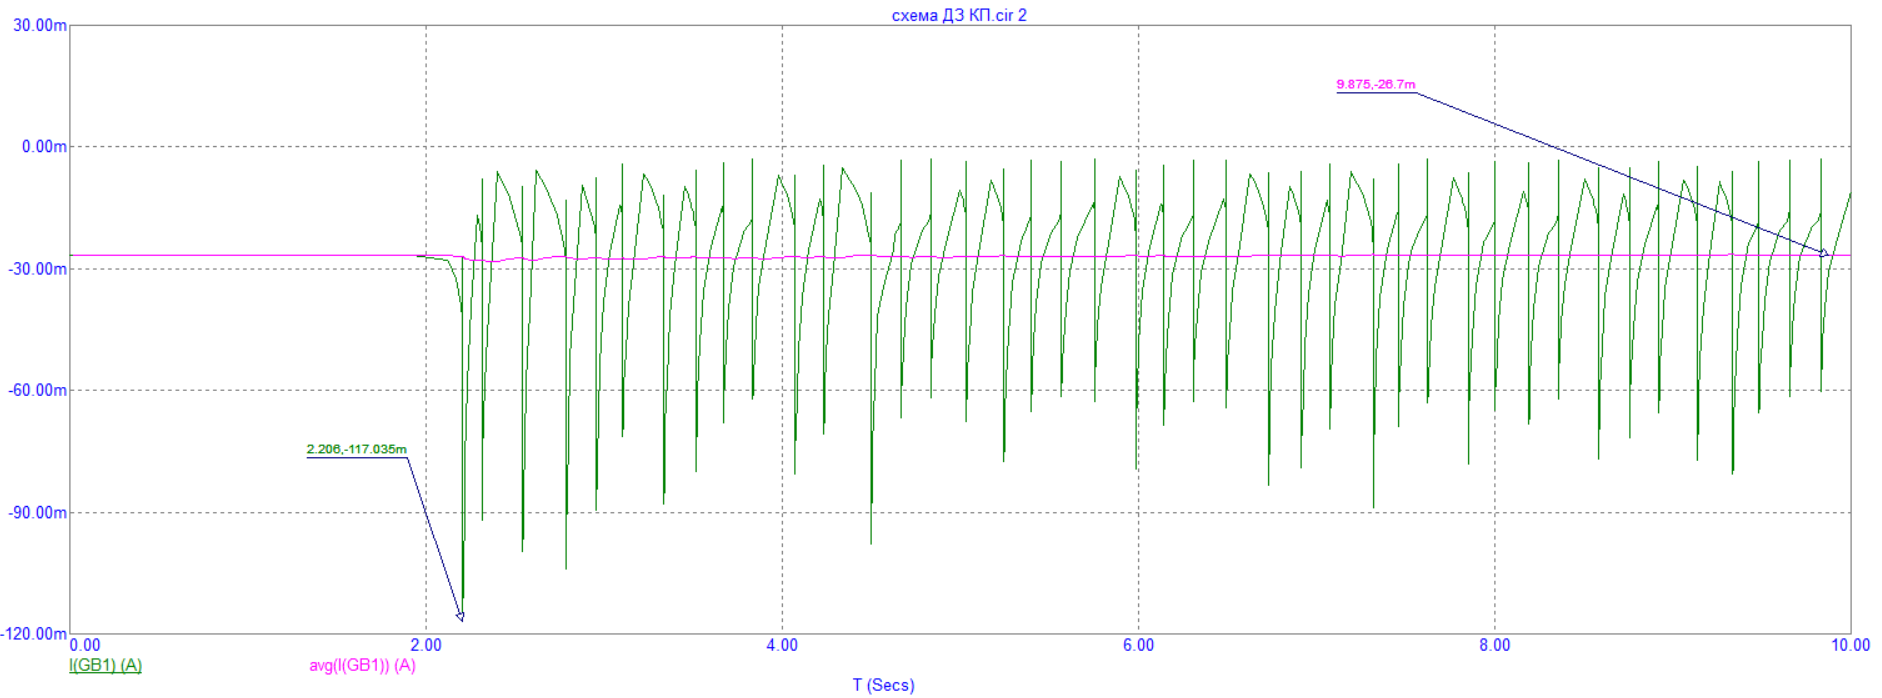 схема ДЗ КП.cir 2
30.00m
0.00m
-30.00m
-60.00m
-90.00m
-120.00m
9.875,-26.7m
2.206,-117.035m
0.00 2.00 4.00 6.00 8.00 10.00
I(GB1) (A) avg(I(GB1)) (A)
T (Secs)